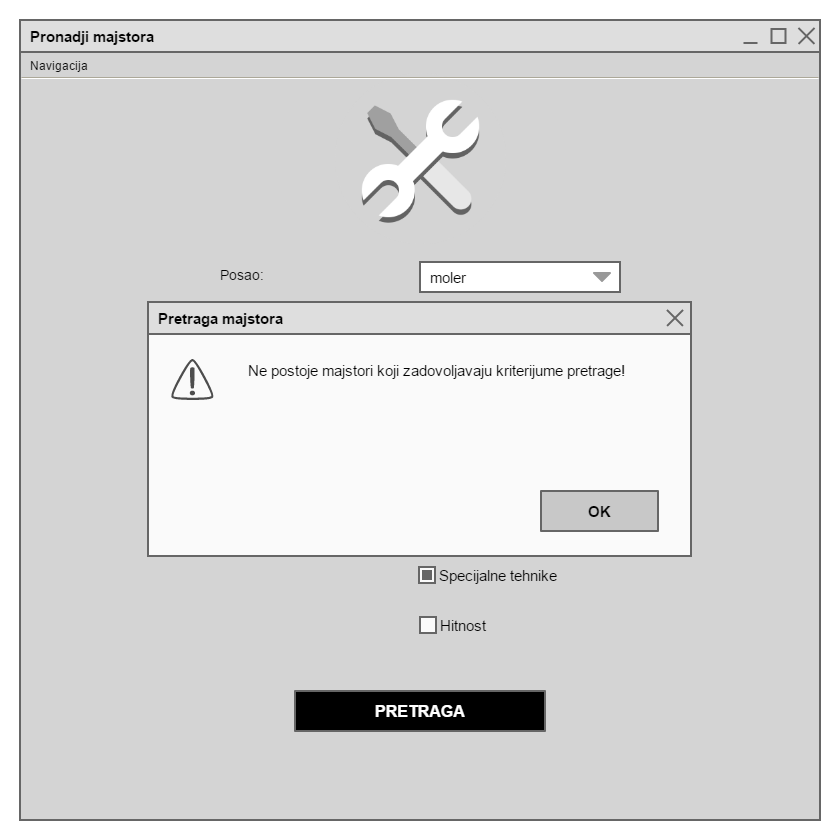 Pronadji majstora
Navigacija
Posao:
moler
Pretraga majstora
Ne postoje majstori koji zadovoljavaju kriterijume pretrage!
OK
Specijalne tehnike
Hitnost
PRETRAGA